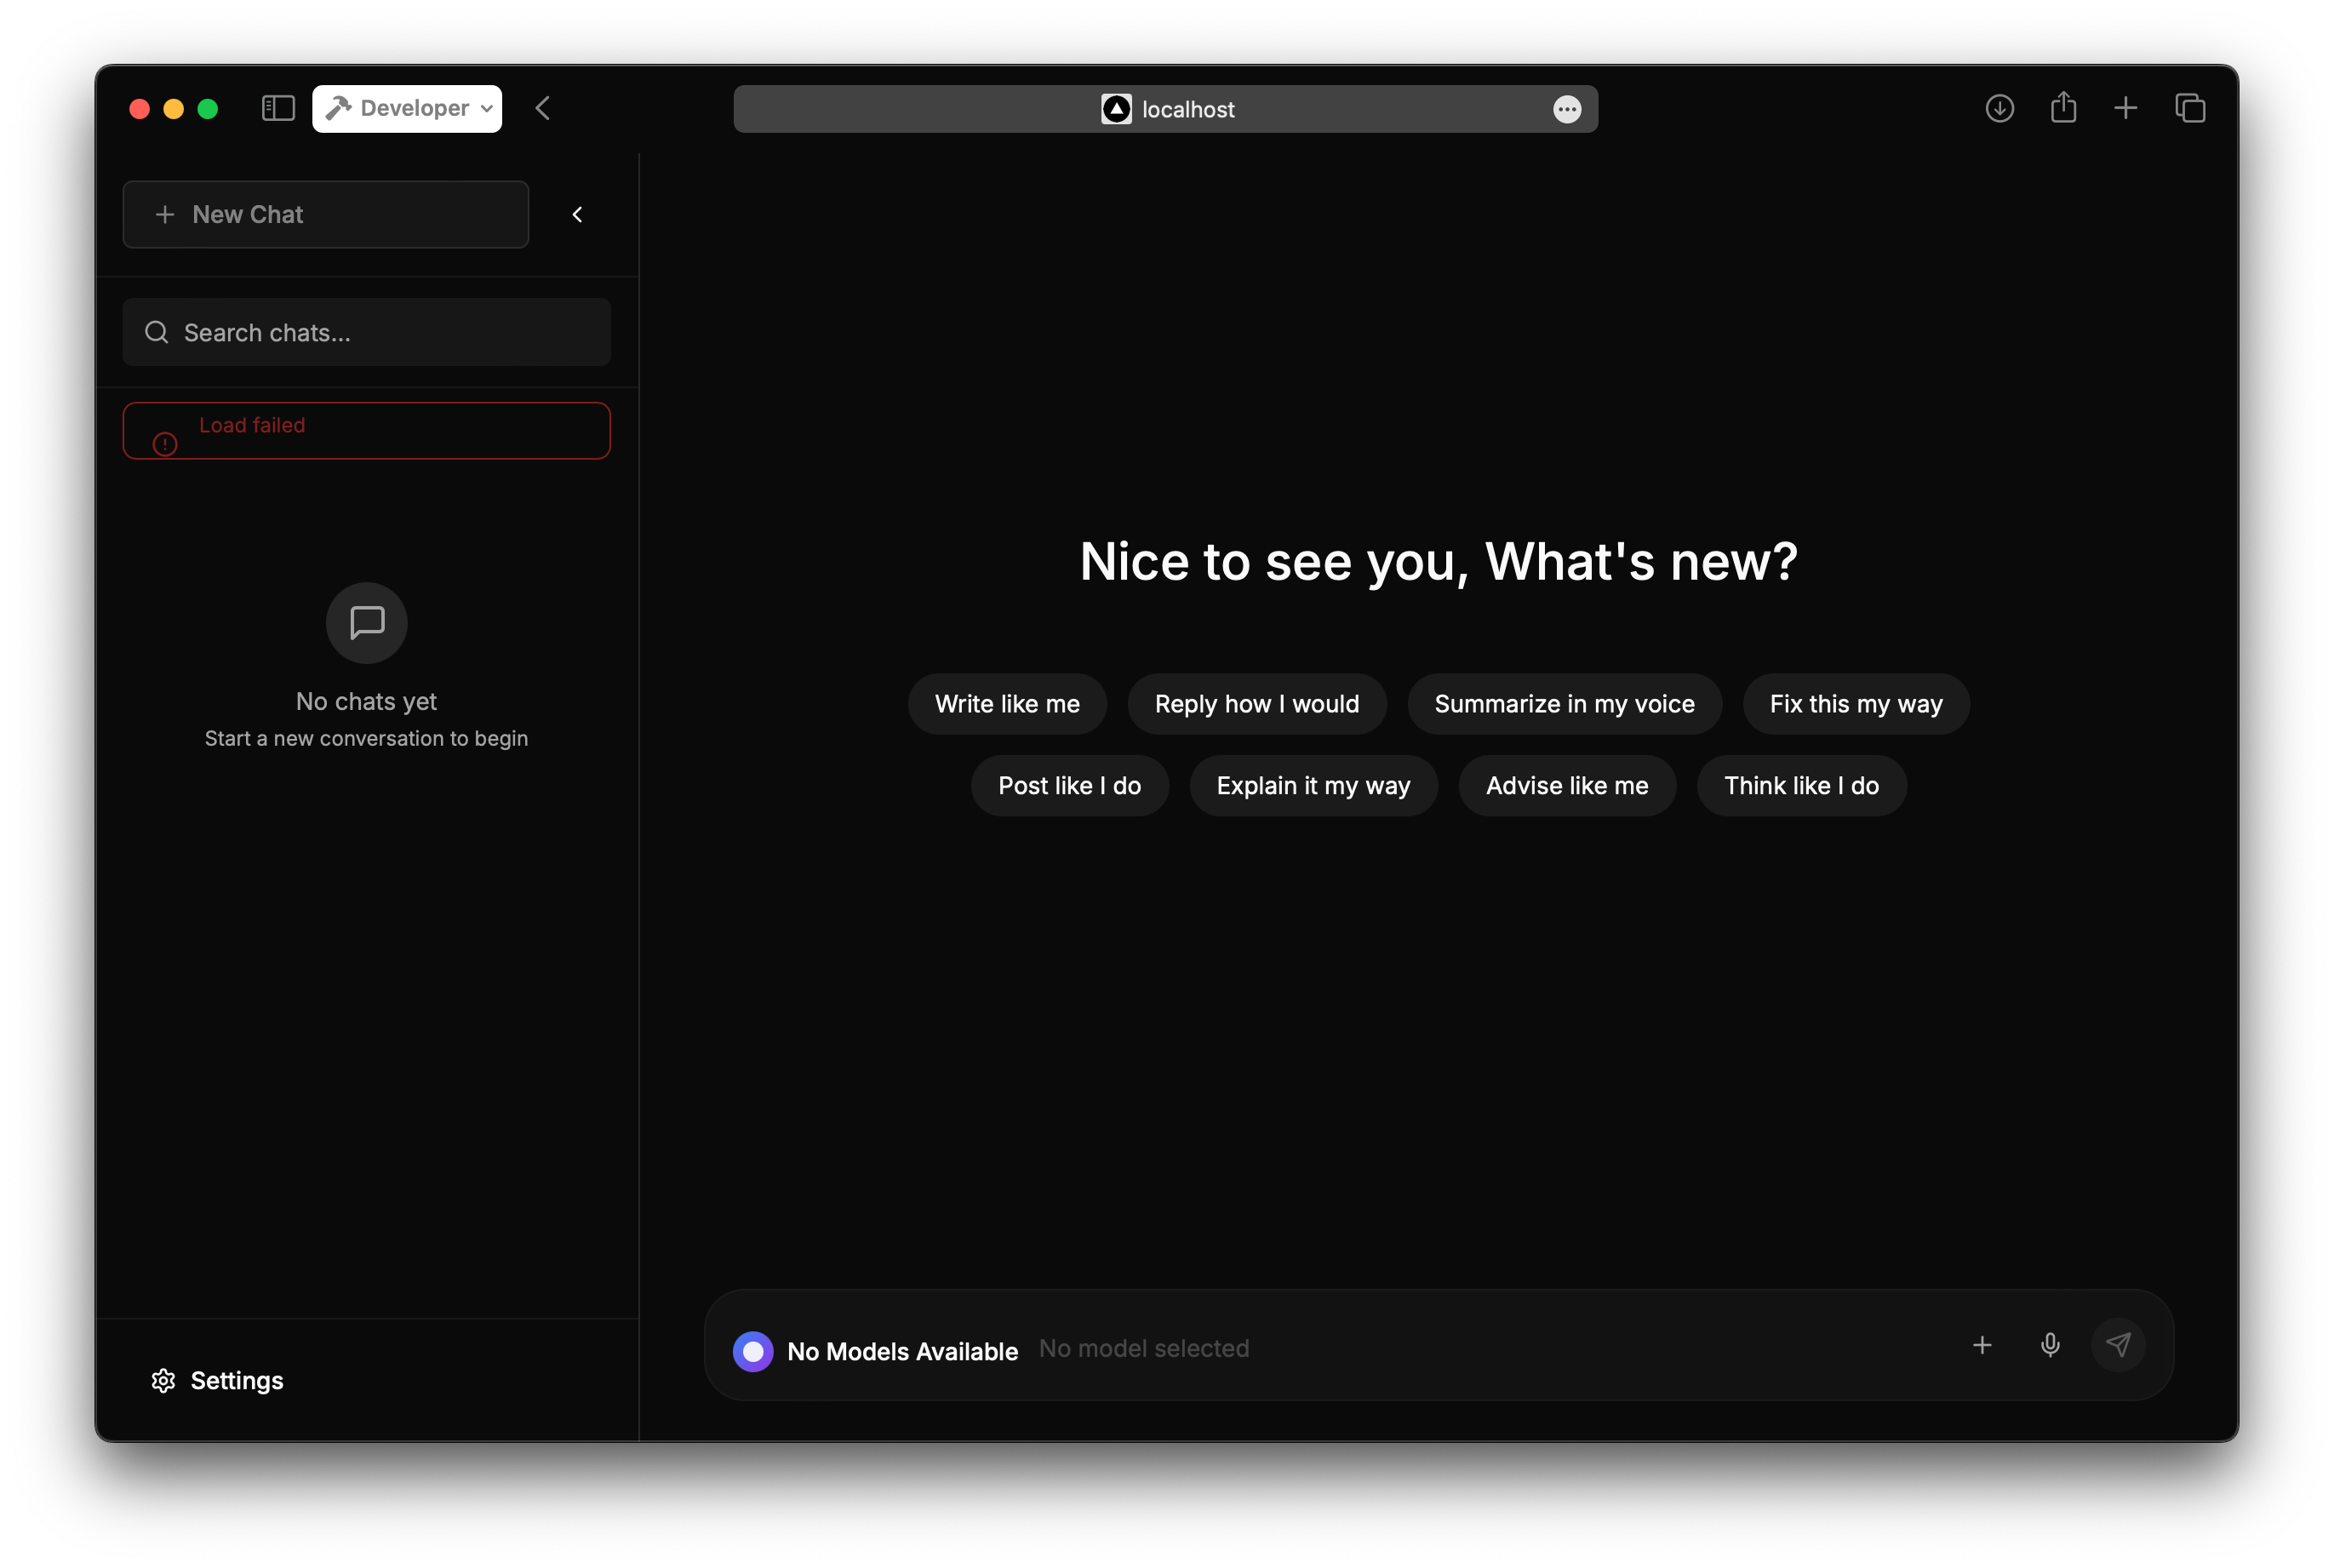 Developer
localhost
New Chat
Search chats...
Load failed
No chats yet
Start a new conversation to begin
Settings
Nice to see you, What's new?
Write like me
Reply how I would
Summarize in my voice
Fix this my way
Post like I do
Explain it my way
Advise like me
Think like I do
No Models Available
No model selected